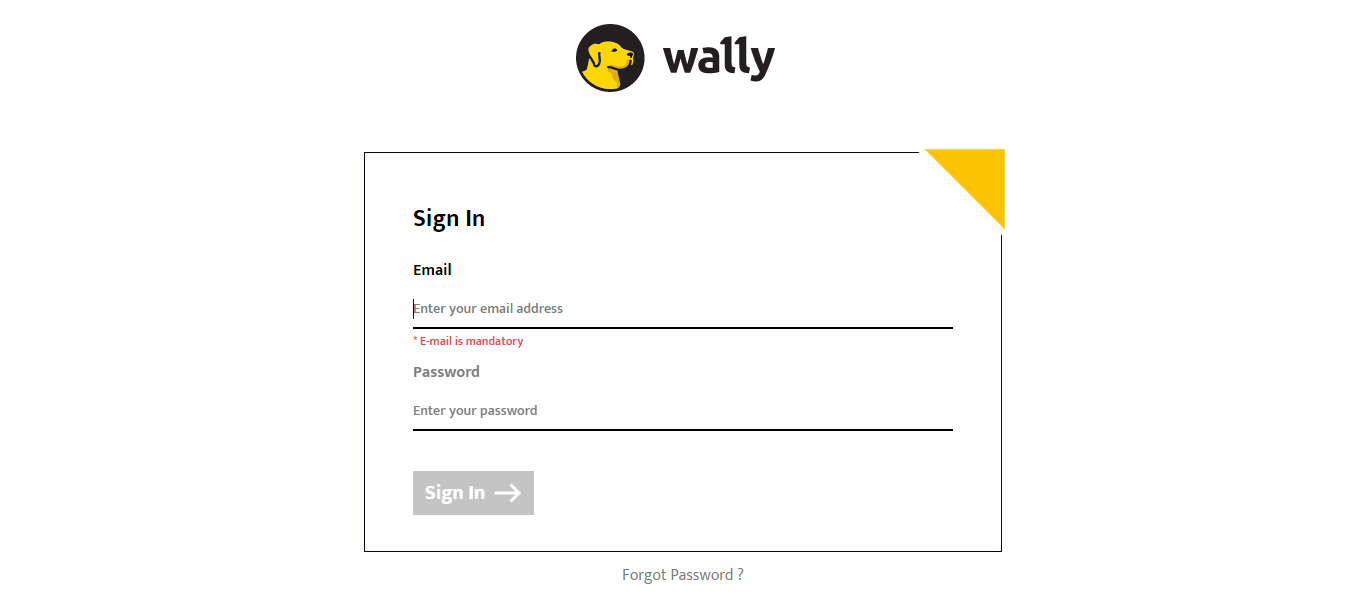 wally
Sign In
Email
Enter your email address
* E-mail is mandatory
Password
Enter your password
Sign In
Forgot Password ?